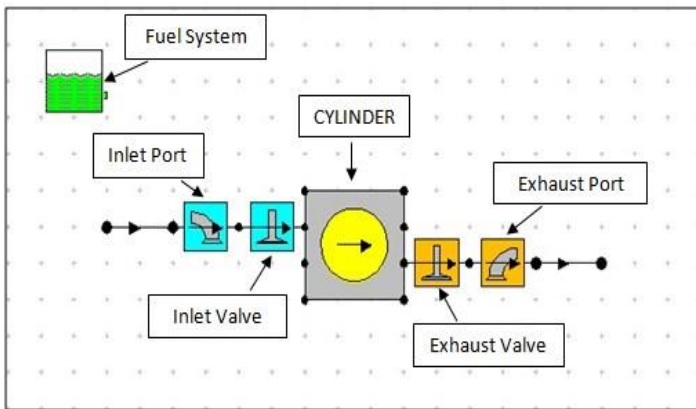 Fuel System
CYLINDER
Inlet Port
Exhaust Port
Inlet Valve
Exhaust Valve